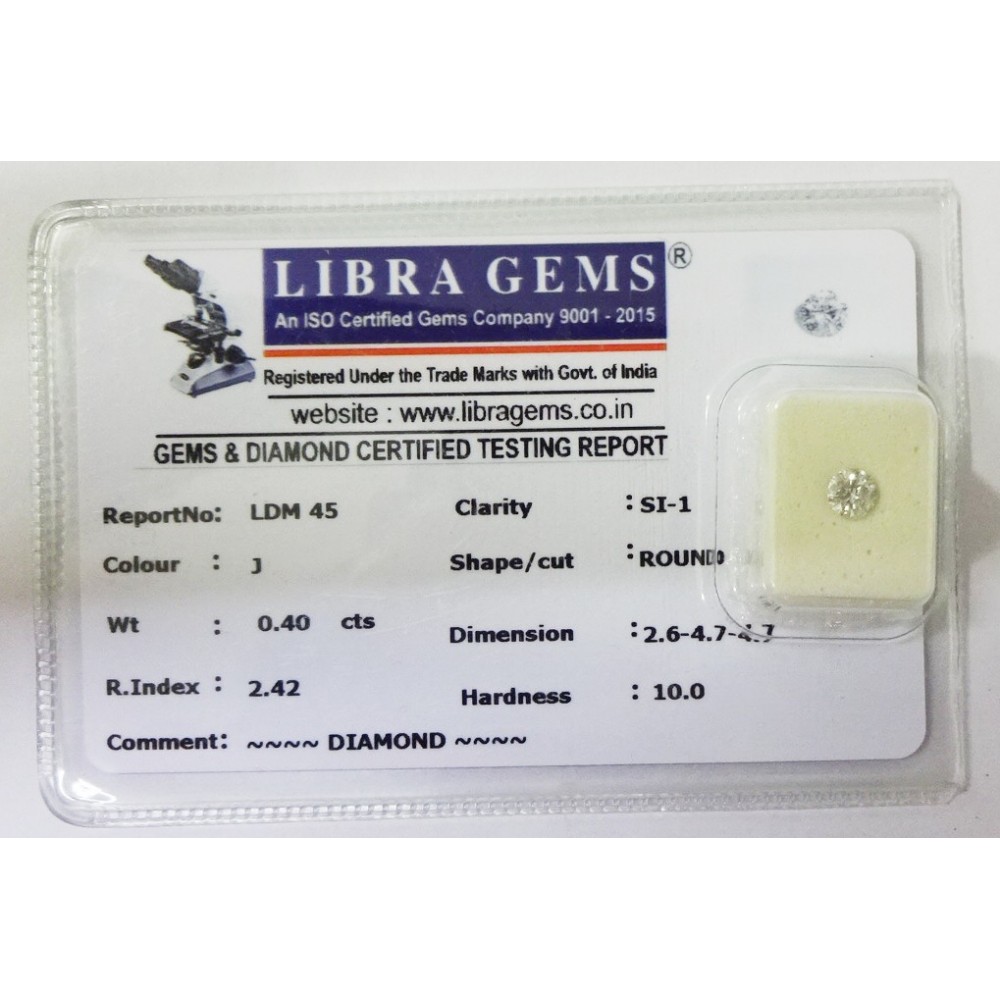 LIBRA GEMS ®
An ISO Certified Gems Company 9001 - 2015
Registered Under the Trade Marks with Govt. of India
website : www.libragems.co.in
GEMS & DIAMOND CERTIFIED TESTING REPORT
ReportNo: LDM 45 Clarity : SI-1
Colour : J Shape/cut : ROUND
Wt : 0.40 cts Dimension : 2.6-4.7-4.7
R.Index : 2.42 Hardness : 10.0
Comment: ~~~~ DIAMOND ~~~~